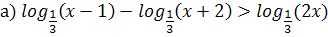 a) log_{1/3}(x − 1) − log_{1/3}(x + 2) > log_{1/3}(2x)